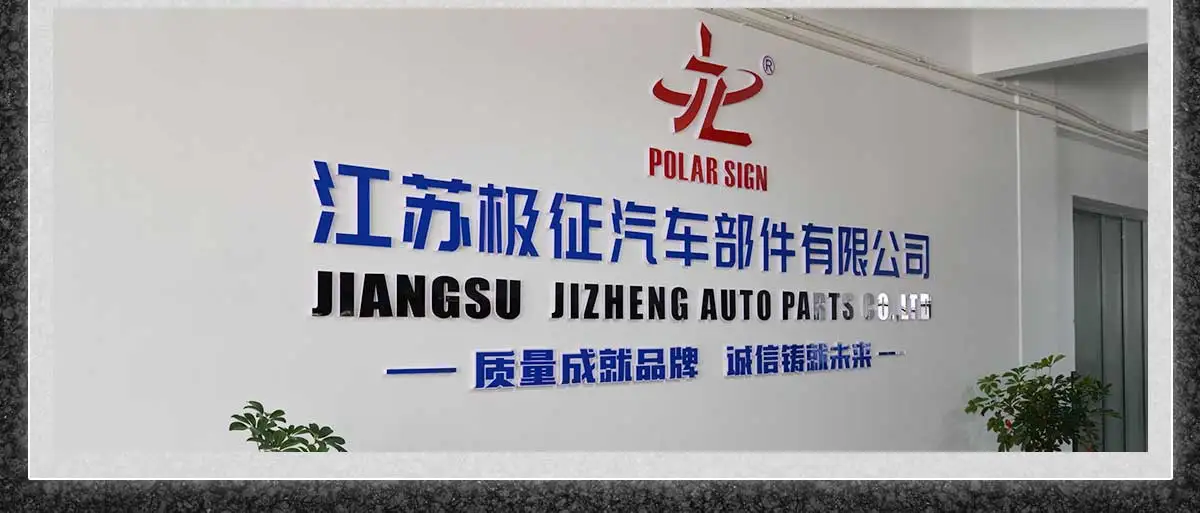 ®
POLAR SIGN
江苏极征汽车部件有限公司
JIANGSU JIZHENG AUTO PARTS CO.,LTD
— 质量成就品牌 诚信铸就未来 —